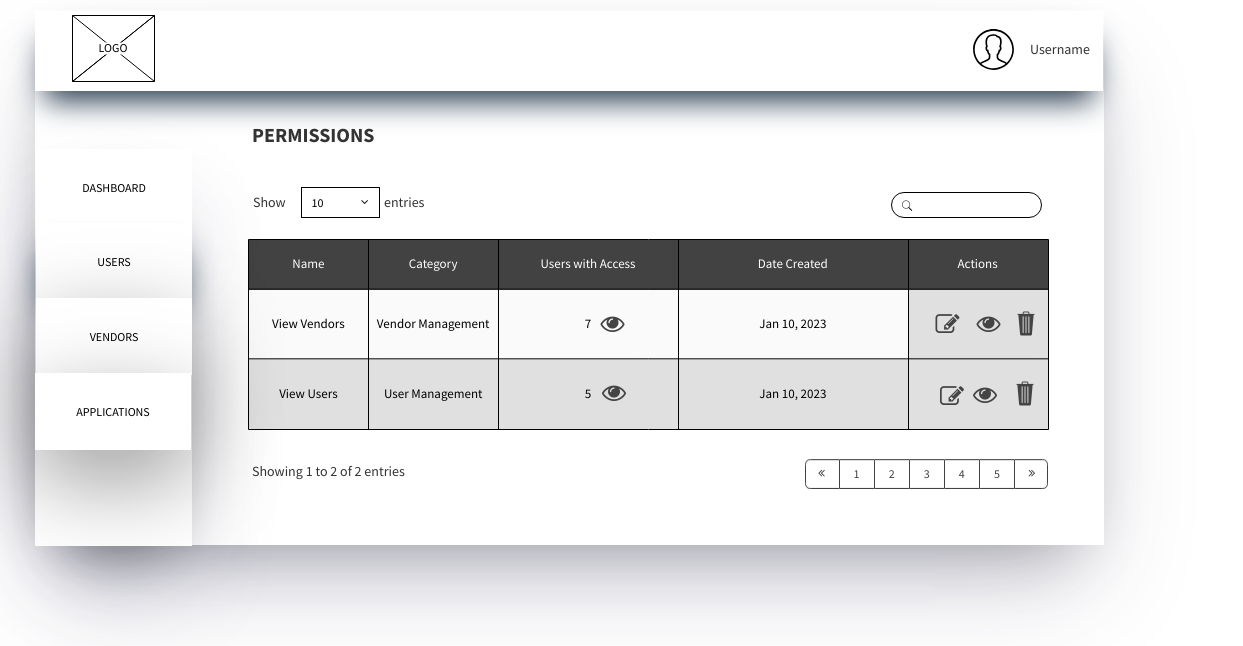 LOGO
Username
PERMISSIONS
DASHBOARD
Show 10 entries
USERS
Name Category Users with Access Date Created Actions
View Vendors Vendor Management 7 Jan 10, 2023
VENDORS
View Users User Management 5 Jan 10, 2023
APPLICATIONS
Showing 1 to 2 of 2 entries
« 1 2 3 4 5 »